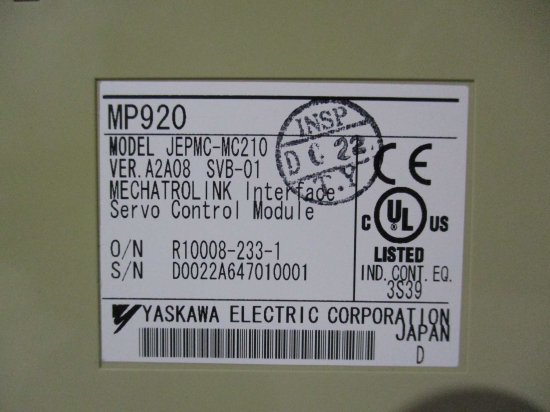 MP920
MODEL JEPMC-MC210
VER. A2A08 SVB-01
MECHATROLINK Interface
Servo Control Module
O/N R10008-233-1
S/N D0022A647010001
INSP
D C 22.
T.Y
CE
C UL US
LISTED
IND. CONT. EQ.
3S39
YASKAWA ELECTRIC CORPORATION
JAPAN
D